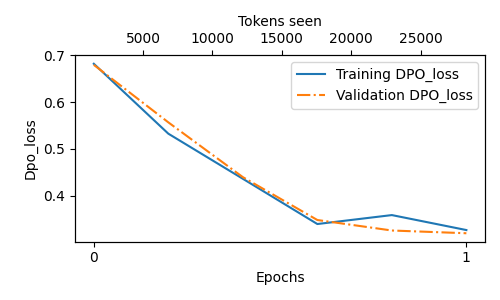 Tokens seen
5000 10000 15000 20000 25000
0.7
Training DPO_loss
Validation DPO_loss
0.6
0.5
0.4
Dpo_loss
0 1
Epochs